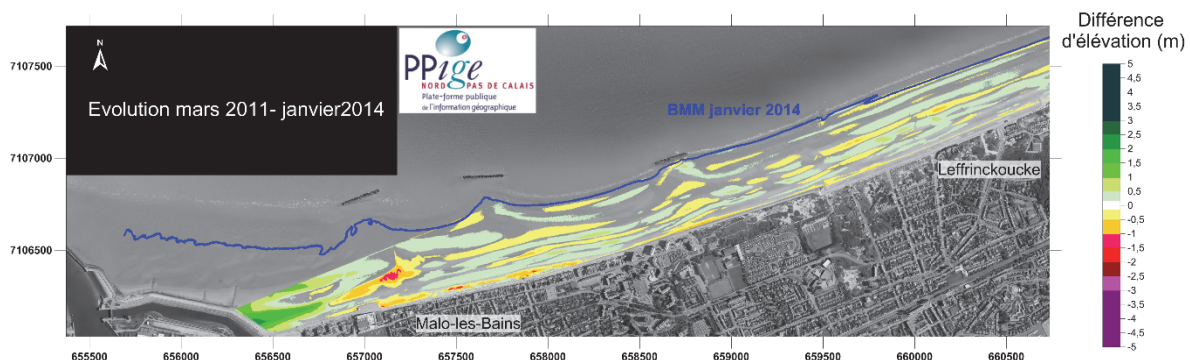 N
Evolution mars 2011- janvier2014
PPige
NORD PAS DE CALAIS
Plate-forme publique
de l'information géographique
BMM janvier 2014
Leffrinckoucke
Malo-les-Bains
7107500
7107000
7106500
655500 656000 656500 657000 657500 658000 658500 659000 659500 660000 660500
Différence
d'élévation (m)
5
4,5
4
3,5
3
2,5
2
1,5
1
0,5
0
-0,5
-1
-1,5
-2
-2,5
-3
-3,5
-4
-4,5
-5